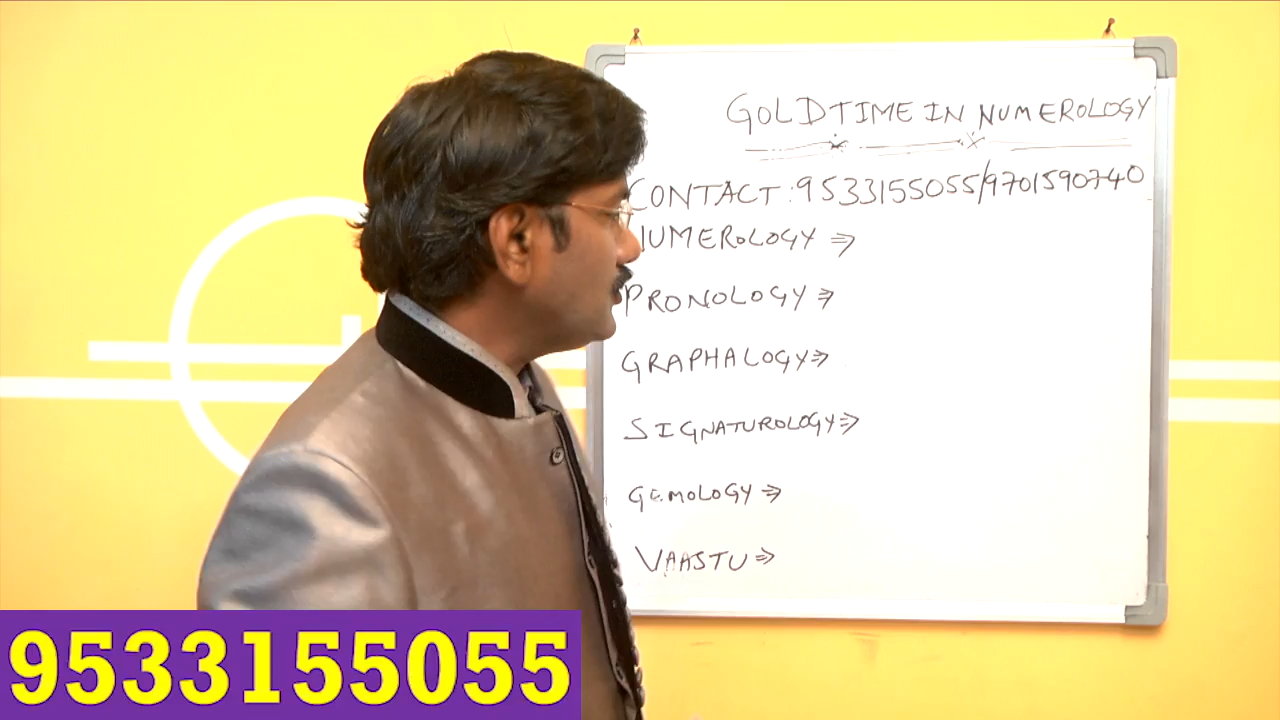 GOLDTIME IN NUMEROLOGY
CONTACT: 9533155055/9701590740
NUMEROLOGY ⇒
PRONOLOGY ⇒
GRAPHALOGY ⇒
SIGNATUROLOGY ⇒
GEMOLOGY ⇒
VAASTU ⇒
9533155055